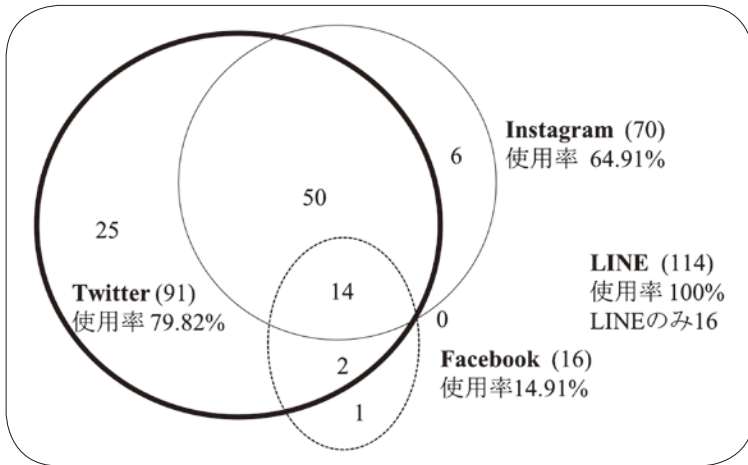 Instagram (70)
使用率 64.91%
6
50
25
LINE (114)
使用率 100%
LINEのみ16
Twitter (91)
使用率 79.82%
14
0
Facebook (16)
使用率14.91%
2
1